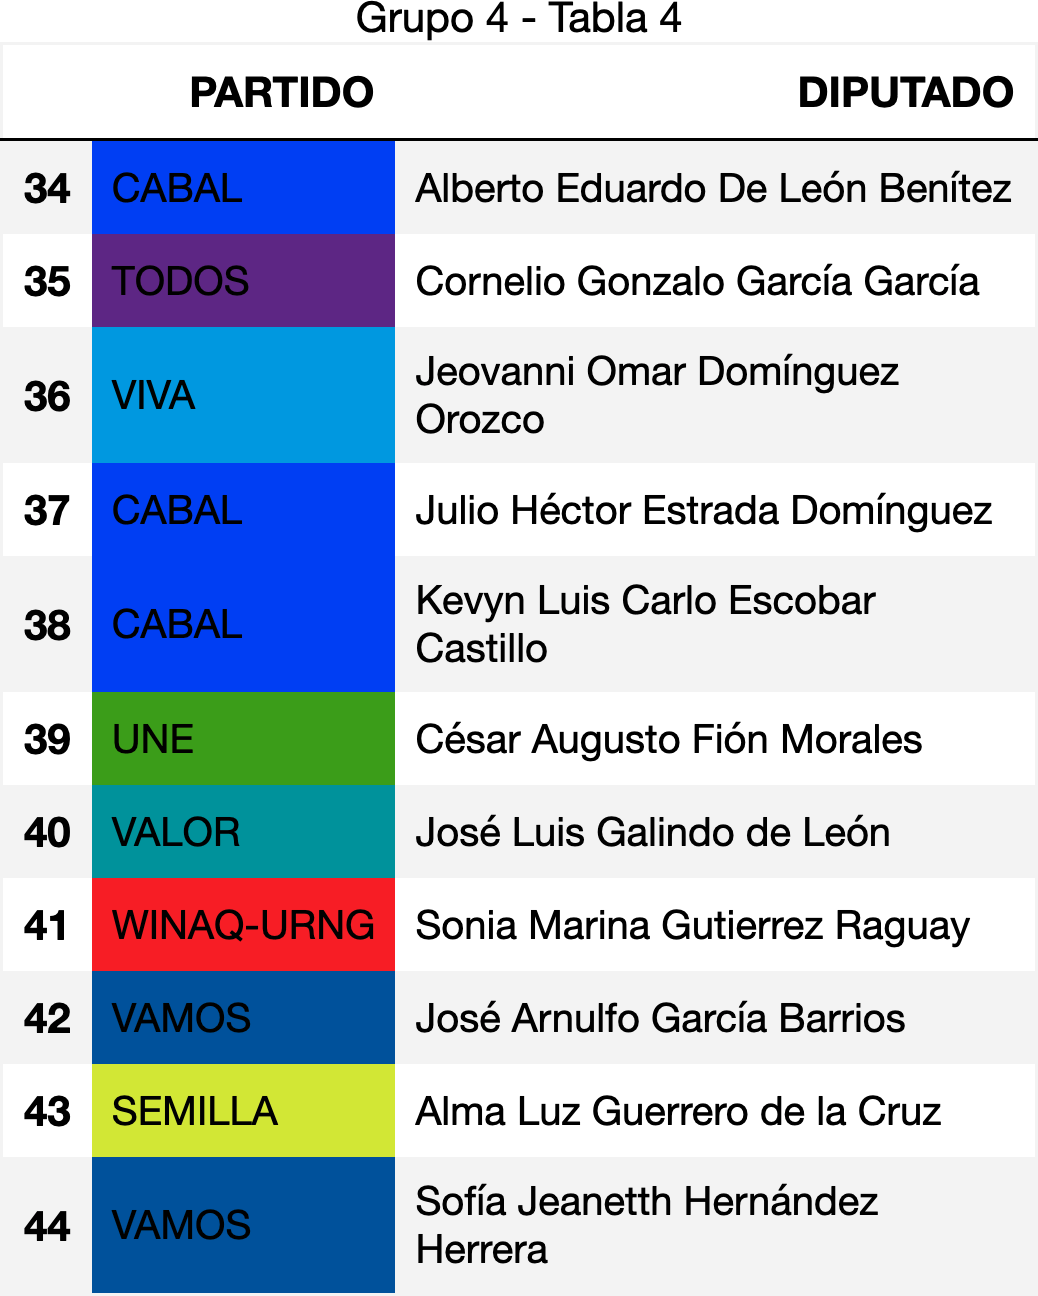 Grupo 4 - Tabla 4
PARTIDO DIPUTADO
34 CABAL Alberto Eduardo De León Benítez
35 TODOS Cornelio Gonzalo García García
36 VIVA Jeovanni Omar Domínguez
Orozco
37 CABAL Julio Héctor Estrada Domínguez
38 CABAL Kevyn Luis Carlo Escobar
Castillo
39 UNE César Augusto Fión Morales
40 VALOR José Luis Galindo de León
41 WINAQ-URNG Sonia Marina Gutierrez Raguay
42 VAMOS José Arnulfo García Barrios
43 SEMILLA Alma Luz Guerrero de la Cruz
44 VAMOS Sofía Jeanetth Hernández
Herrera